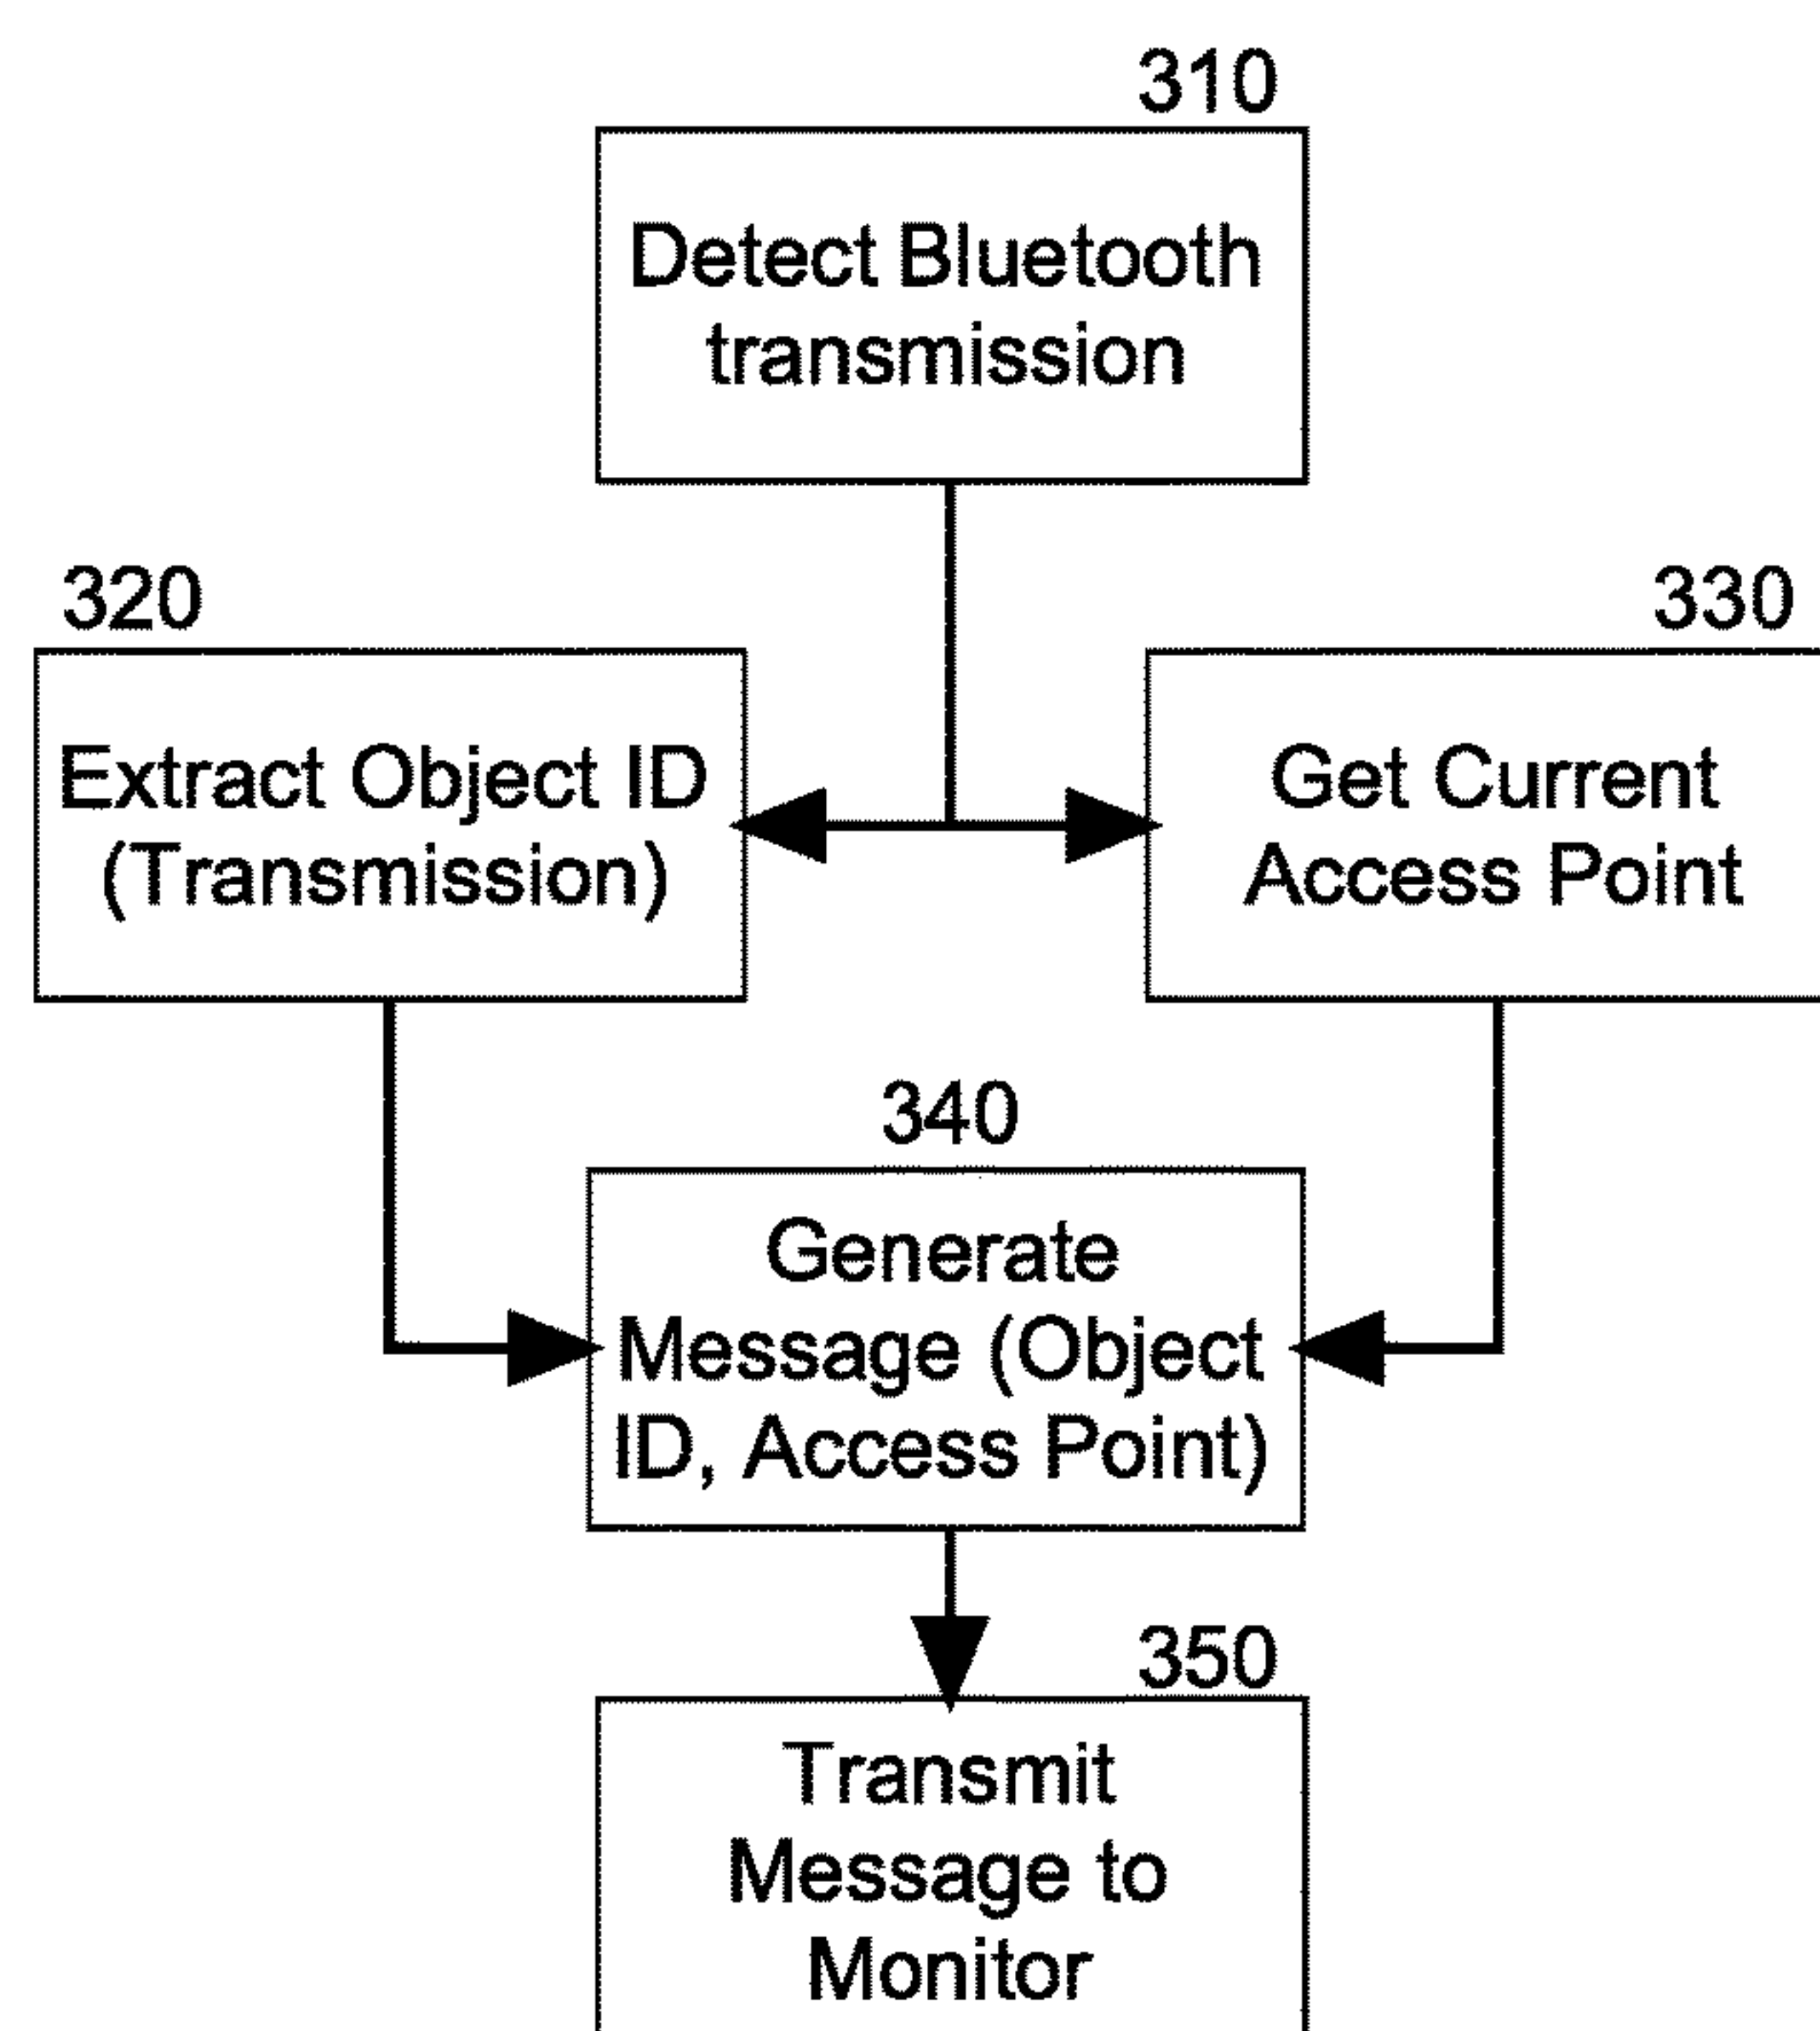 310
Detect Bluetooth
transmission
320
Extract Object ID
(Transmission)
330
Get Current
Access Point
340
Generate
Message (Object
ID, Access Point)
350
Transmit
Message to
Monitor